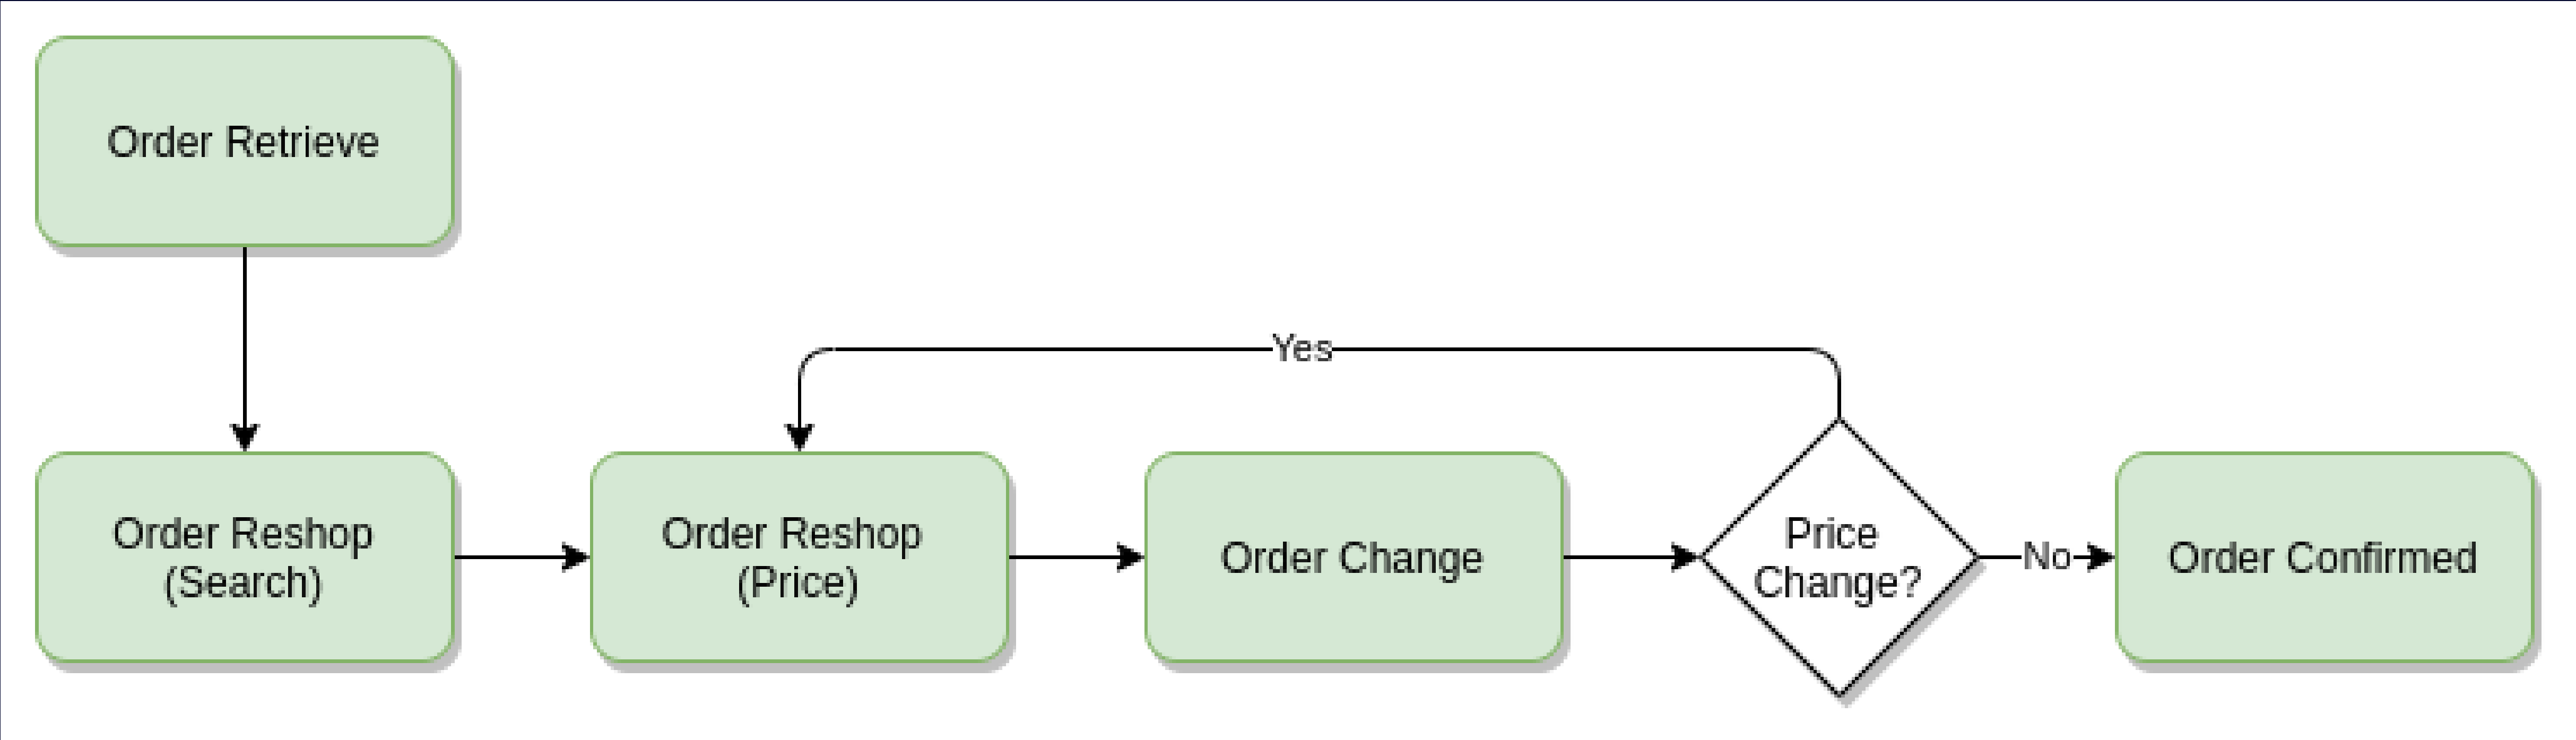 Order Retrieve
Yes
Order Reshop
(Search)
Order Reshop
(Price)
Order Change
Price
Change?
No
Order Confirmed